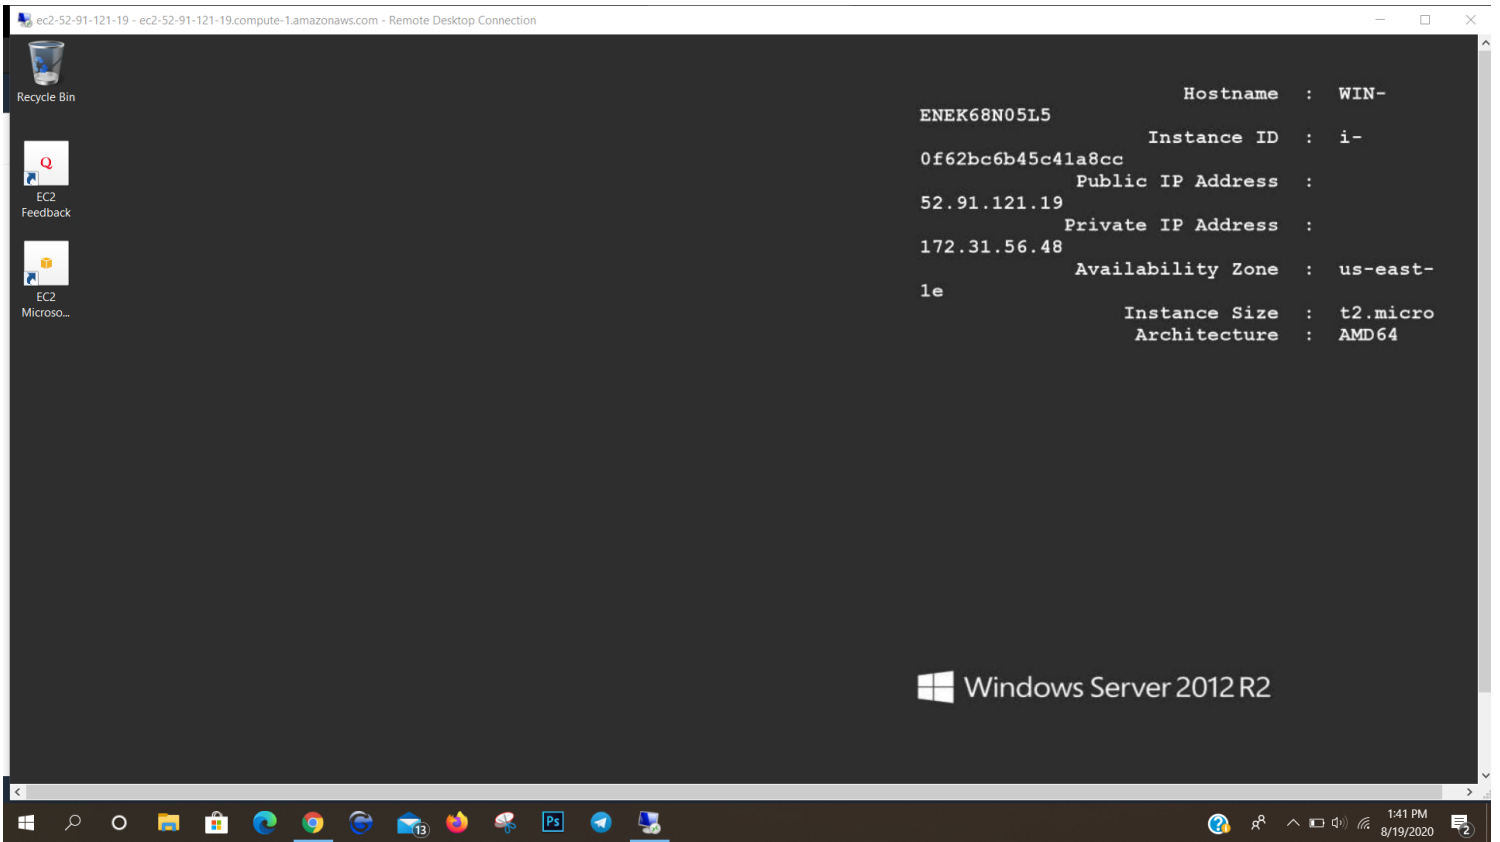 ec2-52-91-121-19 - ec2-52-91-121-19.compute-1.amazonaws.com - Remote Desktop Connection
Recycle Bin
Q
EC2
Feedback
EC2
Microso...
Hostname : WIN-
ENEK68N05L5
Instance ID : i-
0f62bc6b45c41a8cc
Public IP Address :
52.91.121.19
Private IP Address :
172.31.56.48
Availability Zone : us-east-
1e
Instance Size : t2.micro
Architecture : AMD64
Windows Server 2012 R2
13
Ps
1:41 PM
8/19/2020
2